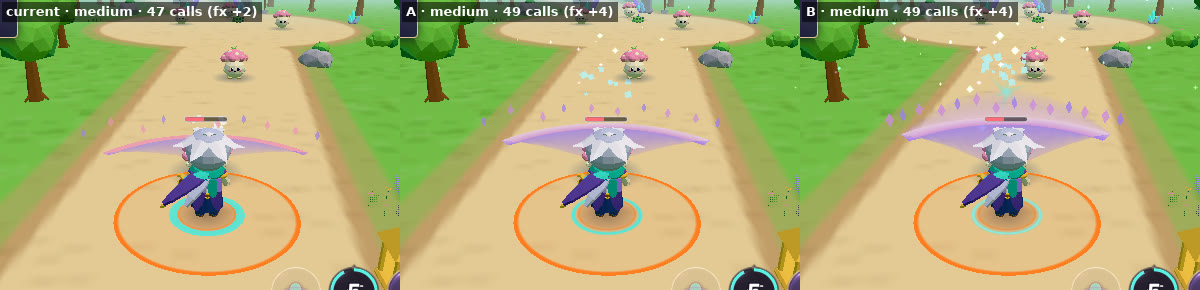 current · medium · 47 calls (fx +2)
A · medium · 49 calls (fx +4)
B · medium · 49 calls (fx +4)